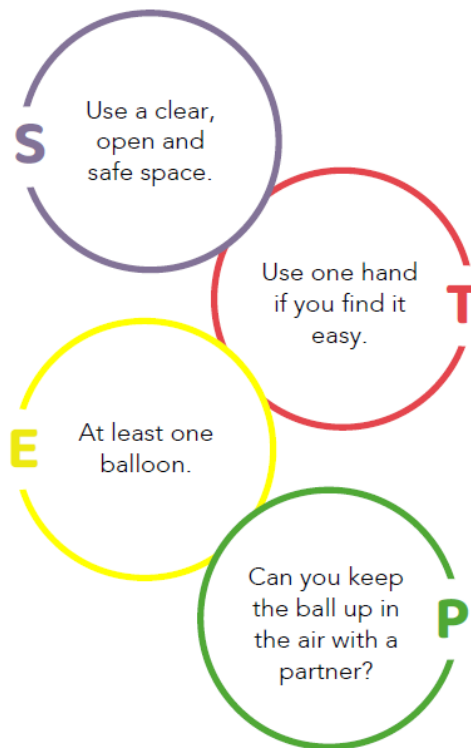 S
Use a clear,
open and
safe space.
T
Use one hand
if you find it
easy.
E
At least one
balloon.
P
Can you keep
the ball up in
the air with a
partner?